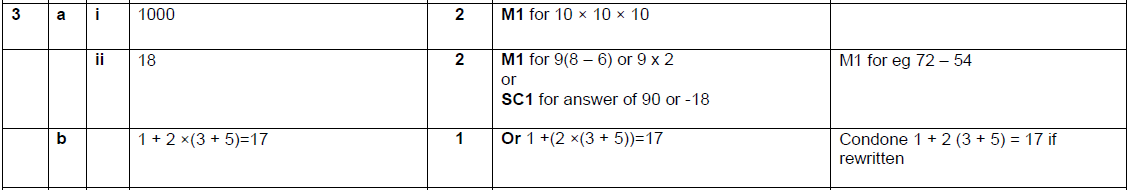 3 a i 1000 2 M1 for 10 × 10 × 10
ii 18 2 M1 for 9(8 – 6) or 9 x 2 M1 for eg 72 – 54
or
SC1 for answer of 90 or -18
b 1 + 2 ×(3 + 5)=17 1 Or 1 +(2 ×(3 + 5))=17 Condone 1 + 2 (3 + 5) = 17 if
rewritten